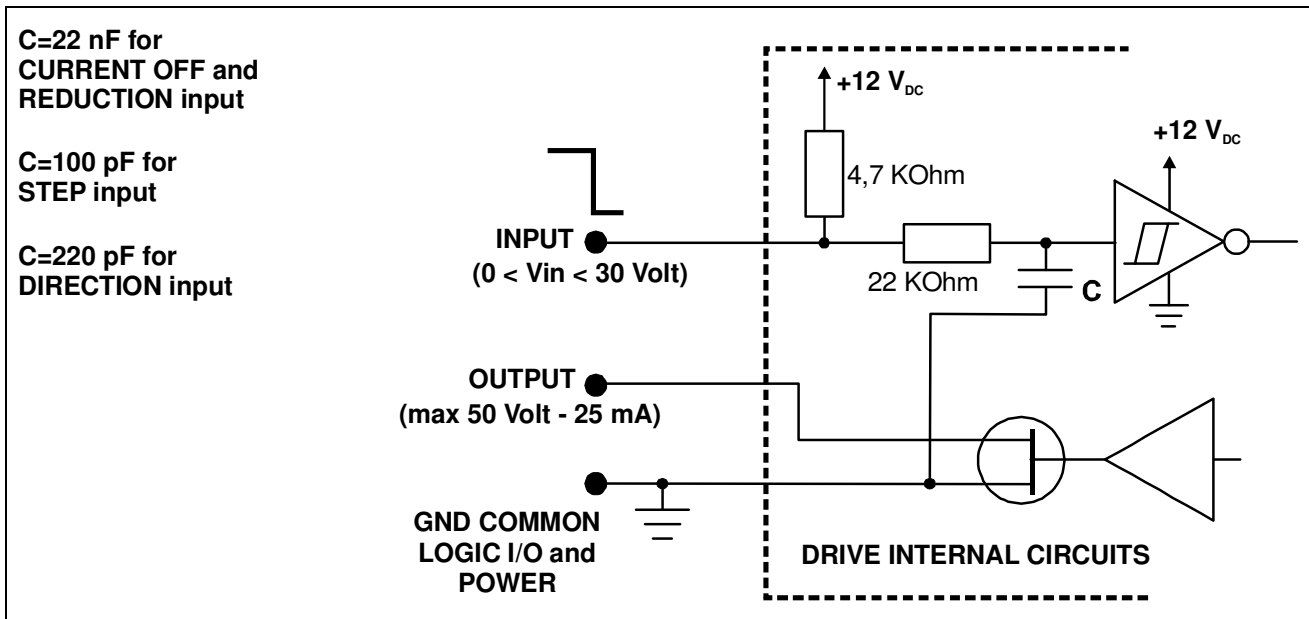 C=22 nF for
CURRENT OFF and
REDUCTION input
C=100 pF for
STEP input
C=220 pF for
DIRECTION input
+12 VDC
4,7 KOhm
+12 VDC
INPUT
(0 < Vin < 30 Volt)
22 KOhm
C
OUTPUT
(max 50 Volt - 25 mA)
GND COMMON
LOGIC I/O and
POWER
DRIVE INTERNAL CIRCUITS